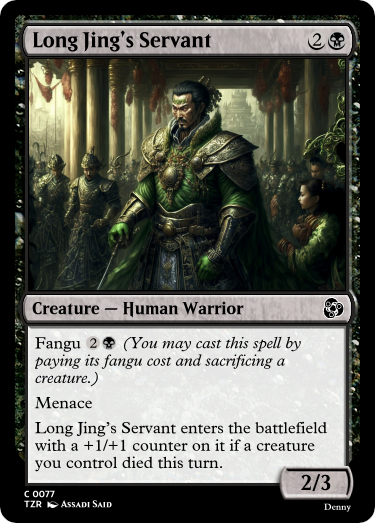 Long Jing's Servant 2
Creature — Human Warrior
Fangu 2 (You may cast this spell by
paying its fangu cost and sacrificing a
creature.)
Menace
Long Jing's Servant enters the battlefield
with a +1/+1 counter on it if a creature
you control died this turn.
2/3
C 0077
TZR Assadi Said
Denny